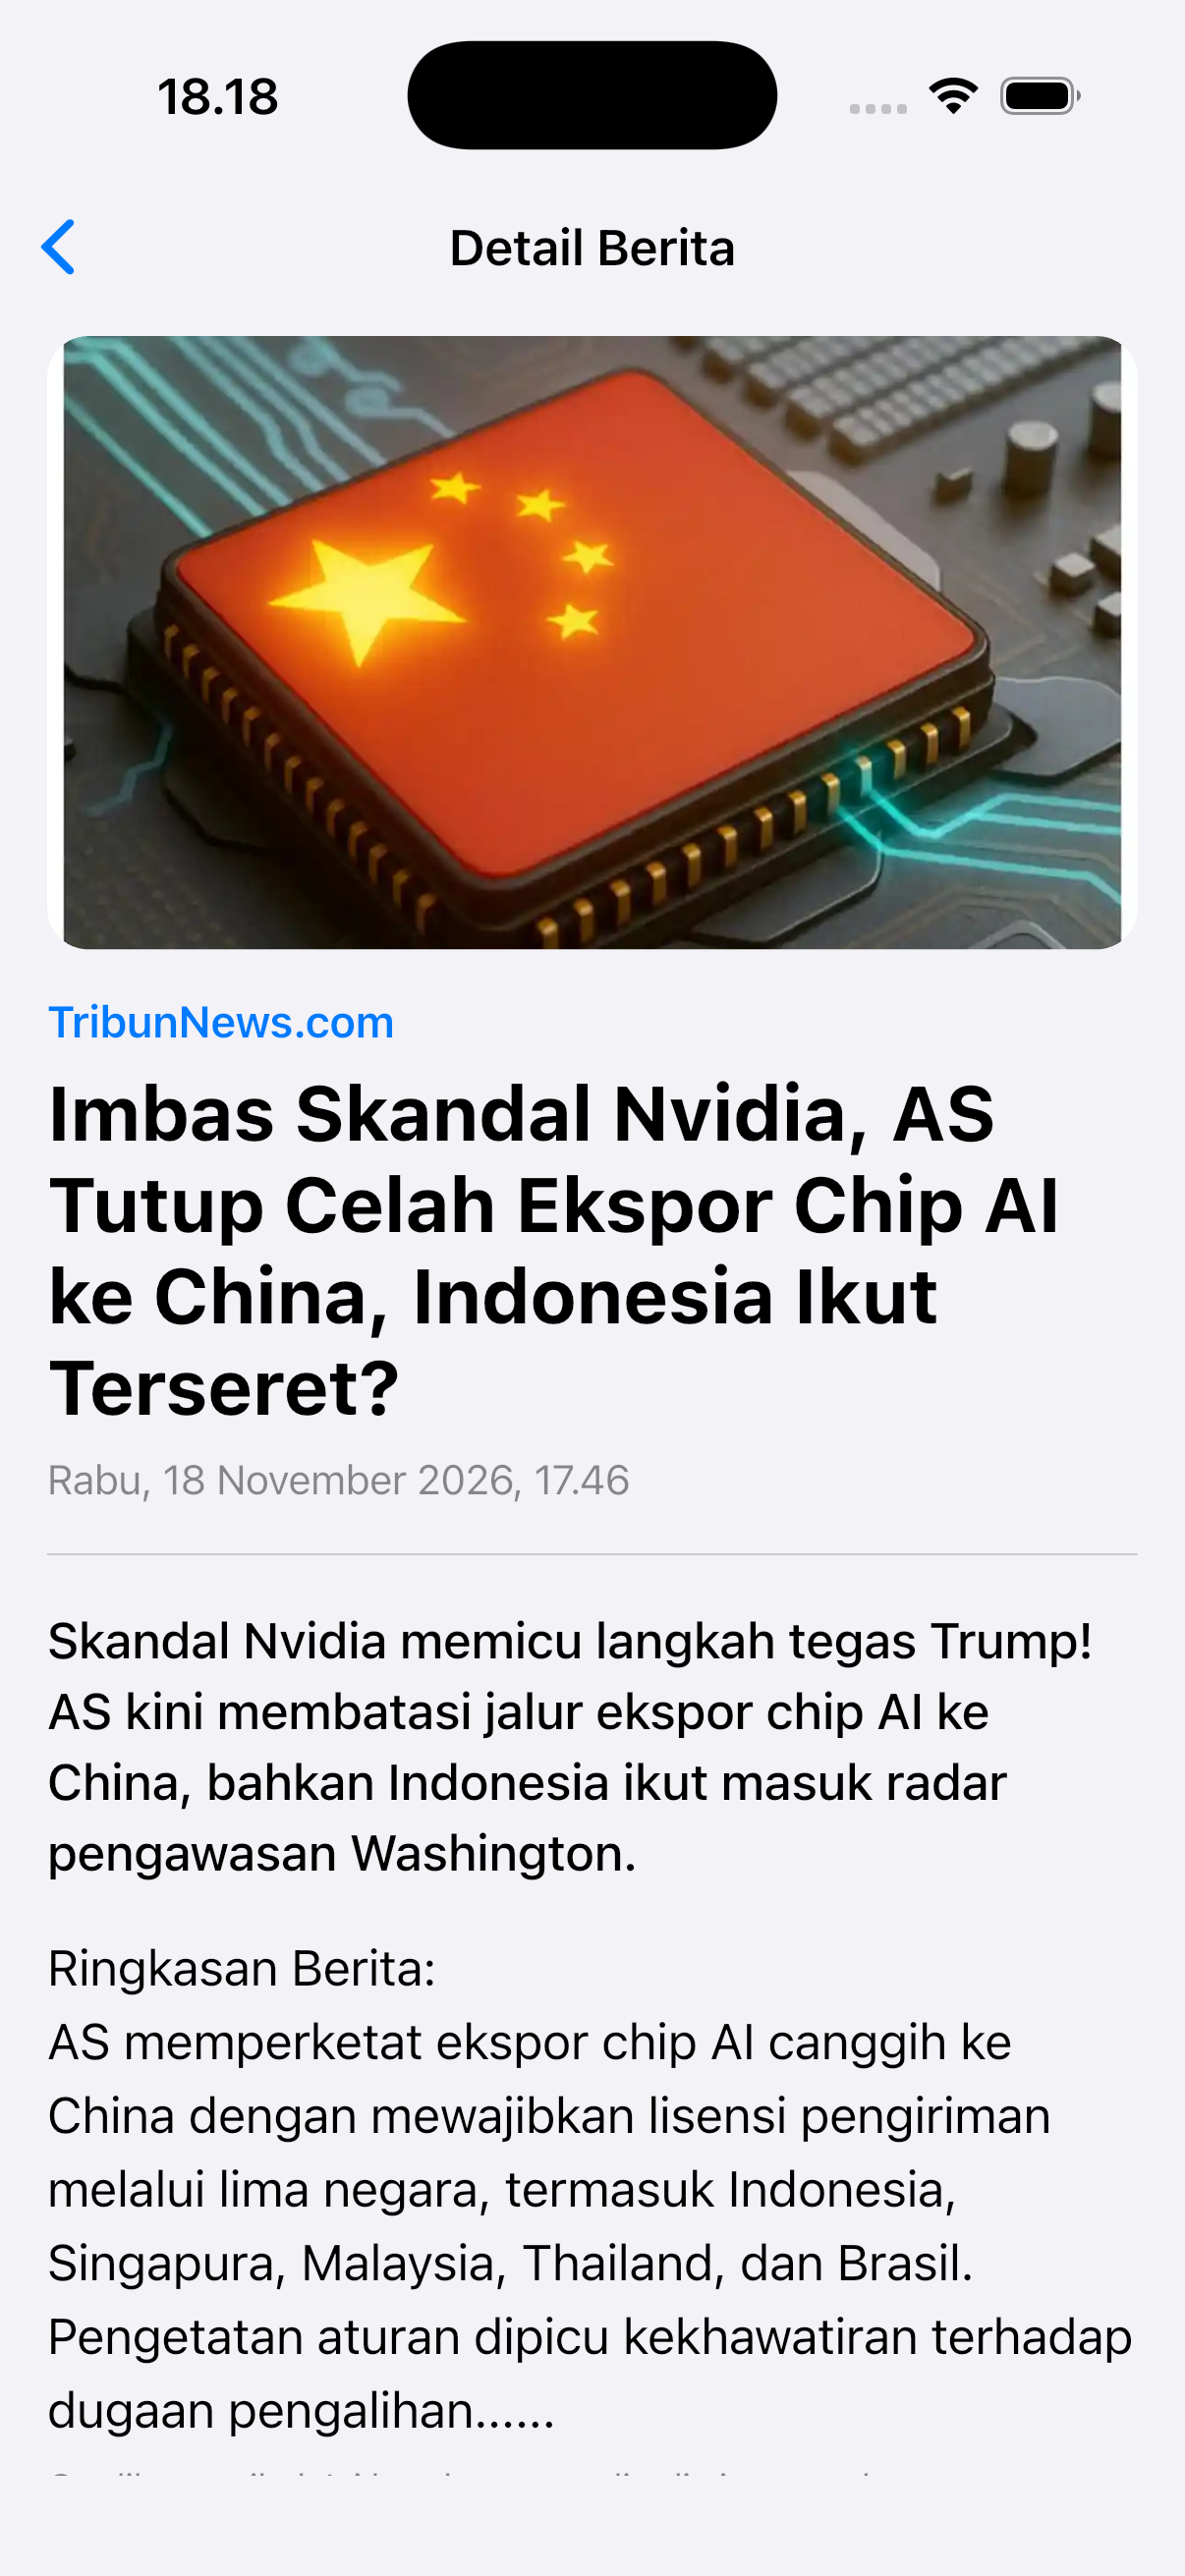 18.18
Detail Berita
TribunNews.com
Imbas Skandal Nvidia, AS
Tutup Celah Ekspor Chip AI
ke China, Indonesia Ikut
Terseret?
Rabu, 18 November 2026, 17.46
Skandal Nvidia memicu langkah tegas Trump!
AS kini membatasi jalur ekspor chip AI ke
China, bahkan Indonesia ikut masuk radar
pengawasan Washington.
Ringkasan Berita:
AS memperketat ekspor chip AI canggih ke
China dengan mewajibkan lisensi pengiriman
melalui lima negara, termasuk Indonesia,
Singapura, Malaysia, Thailand, dan Brasil.
Pengetatan aturan dipicu kekhawatiran terhadap
dugaan pengalihan......